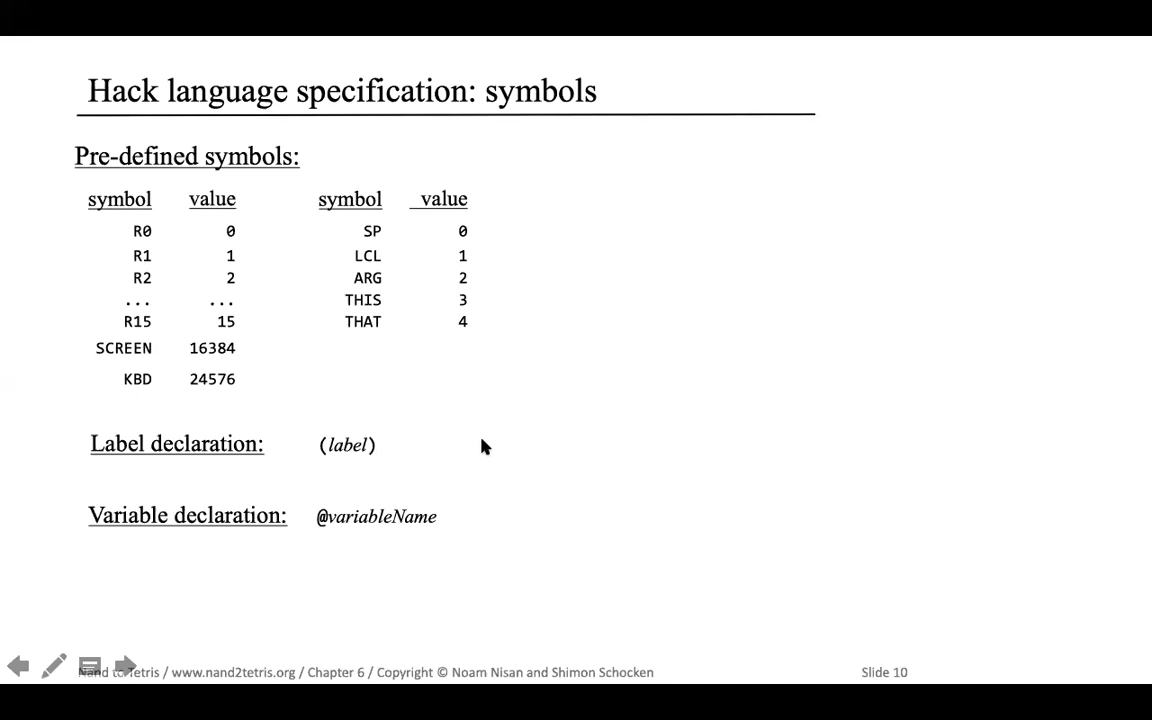 Hack language specification: symbols
Pre-defined symbols:
symbol value symbol value
R0 0 SP 0
R1 1 LCL 1
R2 2 ARG 2
... ... THIS 3
R15 15 THAT 4
SCREEN 16384
KBD 24576
Label declaration: (label)
Variable declaration: @variableName
Nand to Tetris / www.nand2tetris.org / Chapter 6 / Copyright © Noam Nisan and Shimon Schocken Slide 10